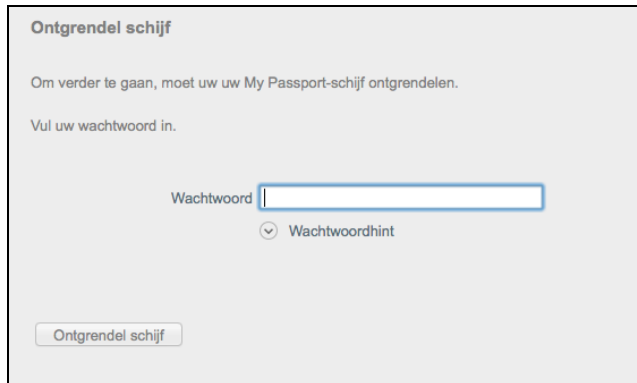 Ontgrendel schijf
Om verder te gaan, moet uw uw My Passport-schijf ontgrendelen.
Vul uw wachtwoord in.
Wachtwoord
Wachtwoordhint
Ontgrendel schijf